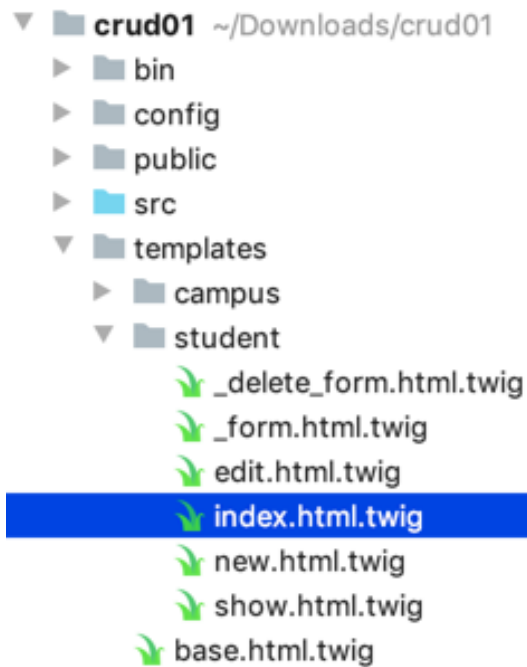 crud01 ~/Downloads/crud01
bin
config
public
src
templates
campus
student
_delete_form.html.twig
_form.html.twig
edit.html.twig
index.html.twig
new.html.twig
show.html.twig
base.html.twig